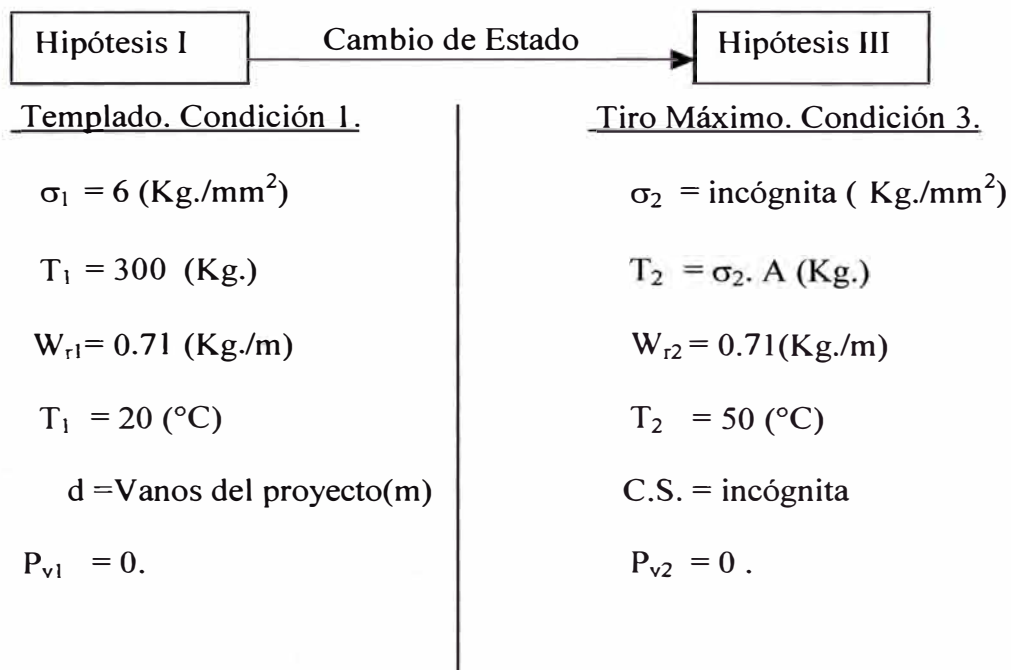 Hipótesis I
Cambio de Estado
Hipótesis III
Templado. Condición 1.
σ₁ = 6 (Kg./mm²)
T₁ = 300 (Kg.)
Wᵣ₁= 0.71 (Kg./m)
T₁ = 20 (°C)
d =Vanos del proyecto(m)
Pᵥ₁ = 0.
Tiro Máximo. Condición 3.
σ₂ = incógnita ( Kg./mm²)
T₂ = σ₂. A (Kg.)
Wᵣ₂ = 0.71(Kg./m)
T₂ = 50 (°C)
C.S. = incógnita
Pᵥ₂ = 0 .